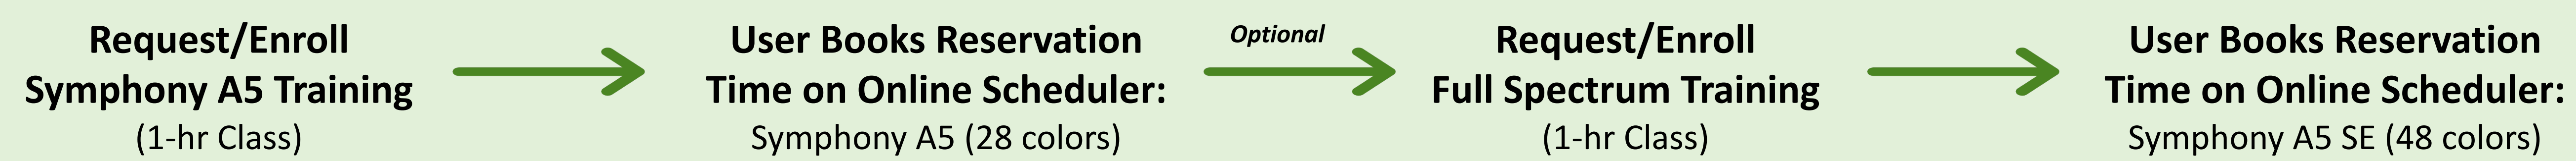 Request/Enroll
Symphony A5 Training
(1-hr Class)
User Books Reservation
Time on Online Scheduler:
Symphony A5 (28 colors)
Optional
Request/Enroll
Full Spectrum Training
(1-hr Class)
User Books Reservation
Time on Online Scheduler:
Symphony A5 SE (48 colors)